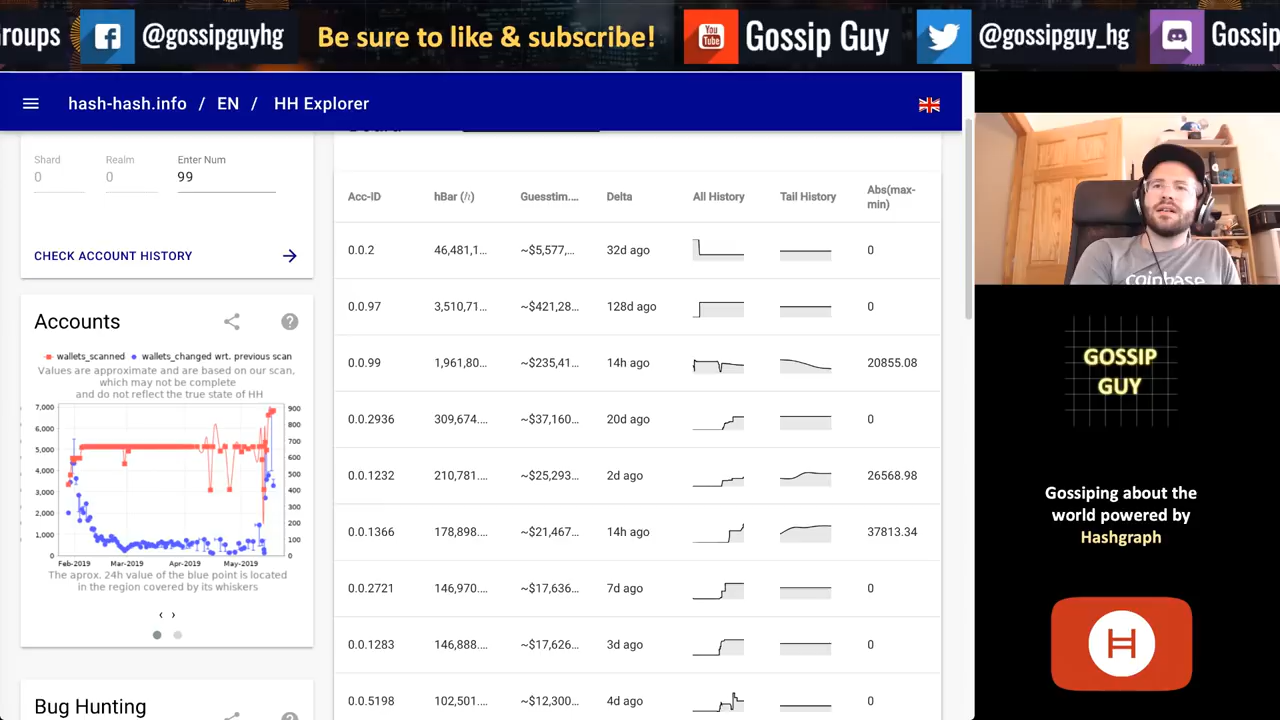 Groups
@gossipguyhg
Be sure to like & subscribe!
You
Tube
Gossip Guy
@gossipguy_hg
Gossip
hash-hash.info / EN / HH Explorer
Shard
0
Realm
0
Enter Num
99
CHECK ACCOUNT HISTORY
Accounts
wallets_scanned
wallets_changed wrt. previous scan
Values are approximate and are based on our scan,
which may not be complete
and do not reflect the true state of HH
7,000
6,000
5,000
4,000
3,000
2,000
1,000
0
900
800
700
600
500
400
300
200
100
0
Feb-2019
Mar-2019
Apr-2019
May-2019
The aprox. 24h value of the blue point is located
in the region covered by its whiskers
‹ ›
Bug Hunting
Acc-ID hBar (ℏ) Guesstim.... Delta All History Tail History Abs(max-
min)
0.0.2 46,481,1... ~$5,577,... 32d ago 0
0.0.97 3,510,71... ~$421,28... 128d ago 0
0.0.99 1,961,80... ~$235,41... 14h ago 20855.08
0.0.2936 309,674.... ~$37,160... 20d ago 0
0.0.1232 210,781.... ~$25,293... 2d ago 26568.98
0.0.1366 178,898.... ~$21,467... 14h ago 37813.34
0.0.2721 146,970.... ~$17,636... 7d ago 0
0.0.1283 146,888.... ~$17,626... 3d ago 0
0.0.5198 102,501.... ~$12,300... 4d ago 0
coinbase
GOSSIP
GUY
Gossiping about the
world powered by
Hashgraph